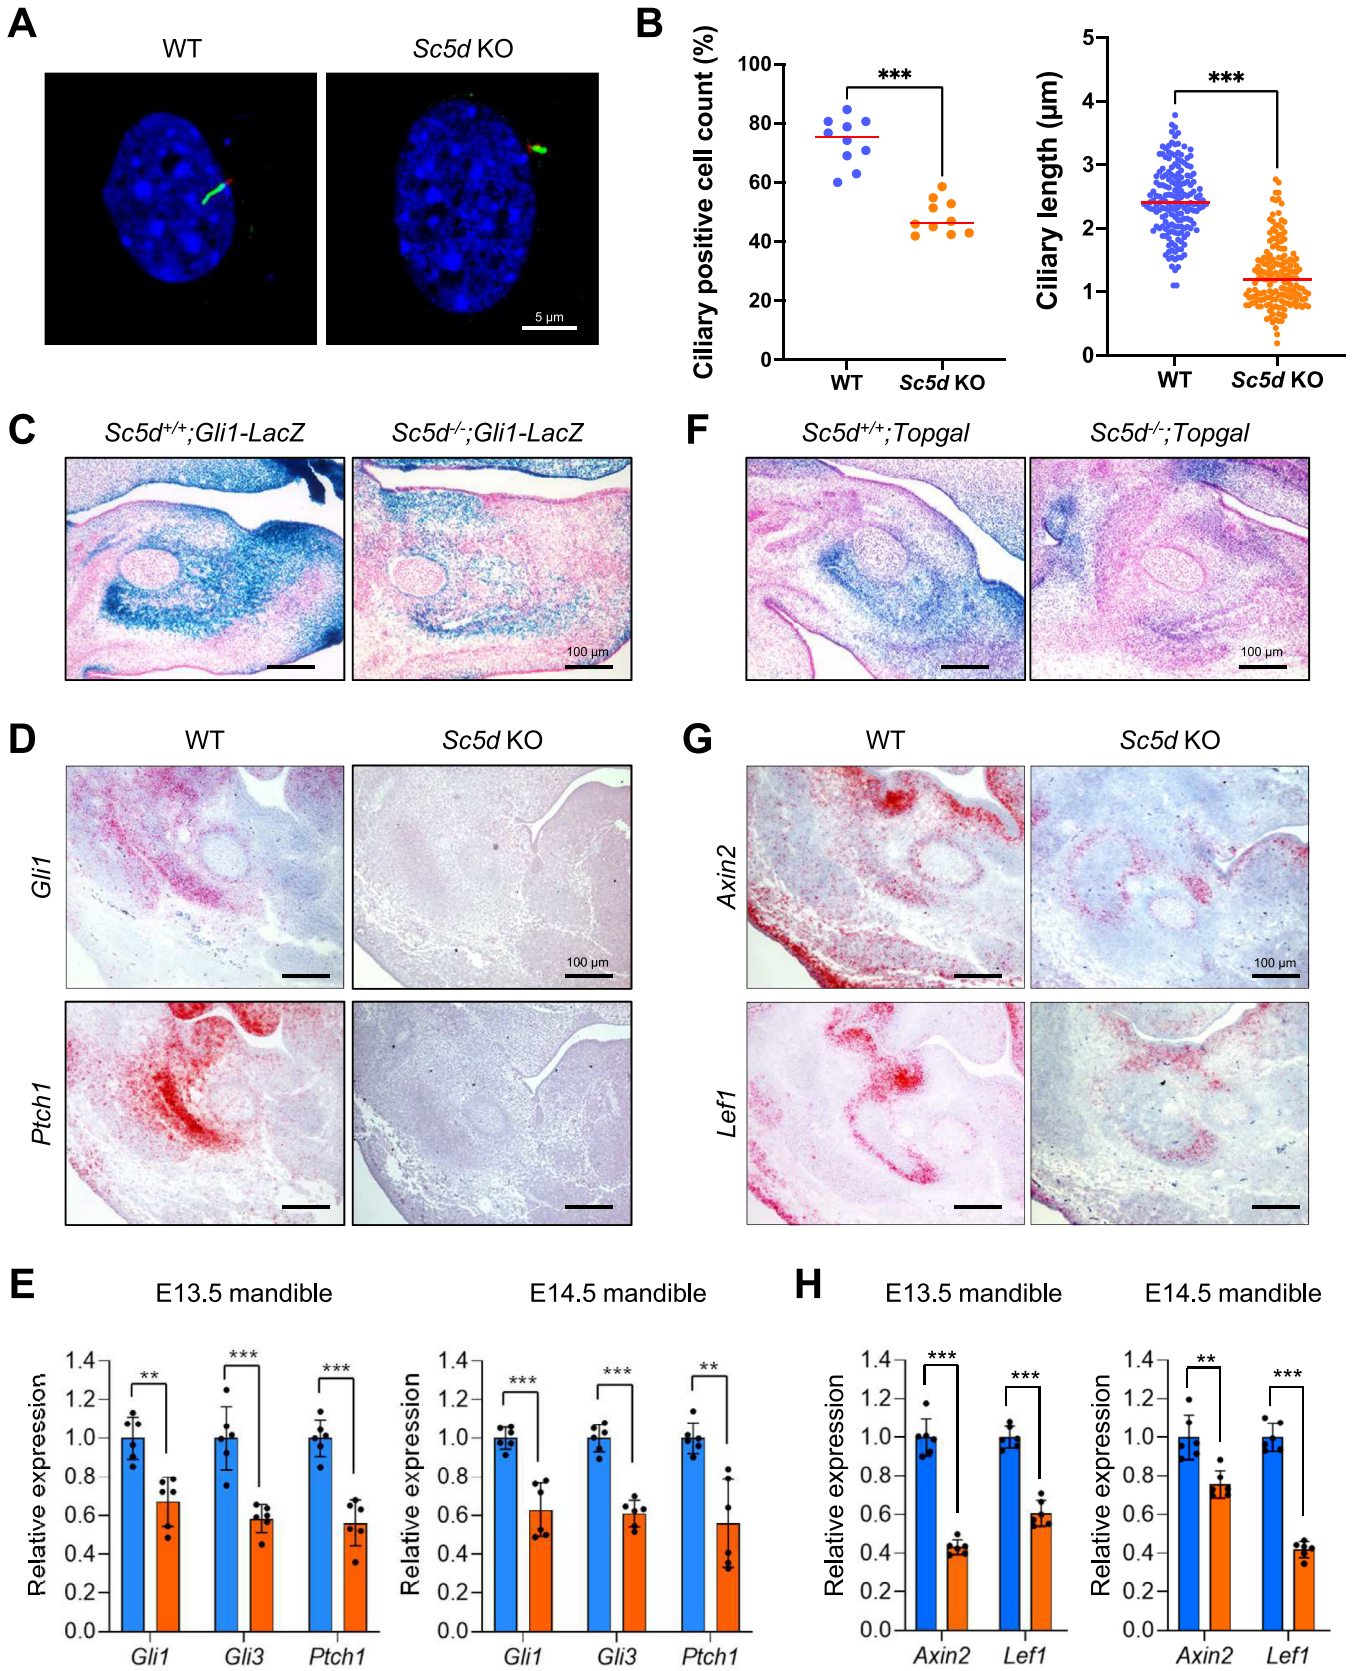 A
WT
Sc5d KO
5 µm
B
Ciliary positive cell count (%)
100
80
60
40
20
0
***
WT
Sc5d KO
Ciliary length (µm)
5
4
3
2
1
0
***
WT
Sc5d KO
C
Sc5d+/+;Gli1-LacZ
Sc5d-/-;Gli1-LacZ
100 µm
F
Sc5d+/+;Topgal
Sc5d-/-;Topgal
100 µm
D
WT
Sc5d KO
Gli1
100 µm
Ptch1
G
WT
Sc5d KO
Axin2
100 µm
Lef1
E
E13.5 mandible
Relative expression
1.4
1.2
1.0
0.8
0.6
0.4
0.2
0.0
**
***
***
Gli1
Gli3
Ptch1
E14.5 mandible
Relative expression
1.4
1.2
1.0
0.8
0.6
0.4
0.2
0.0
***
***
**
Gli1
Gli3
Ptch1
H
E13.5 mandible
Relative expression
1.4
1.2
1.0
0.8
0.6
0.4
0.2
0.0
***
***
Axin2
Lef1
E14.5 mandible
Relative expression
1.4
1.2
1.0
0.8
0.6
0.4
0.2
0.0
**
***
Axin2
Lef1